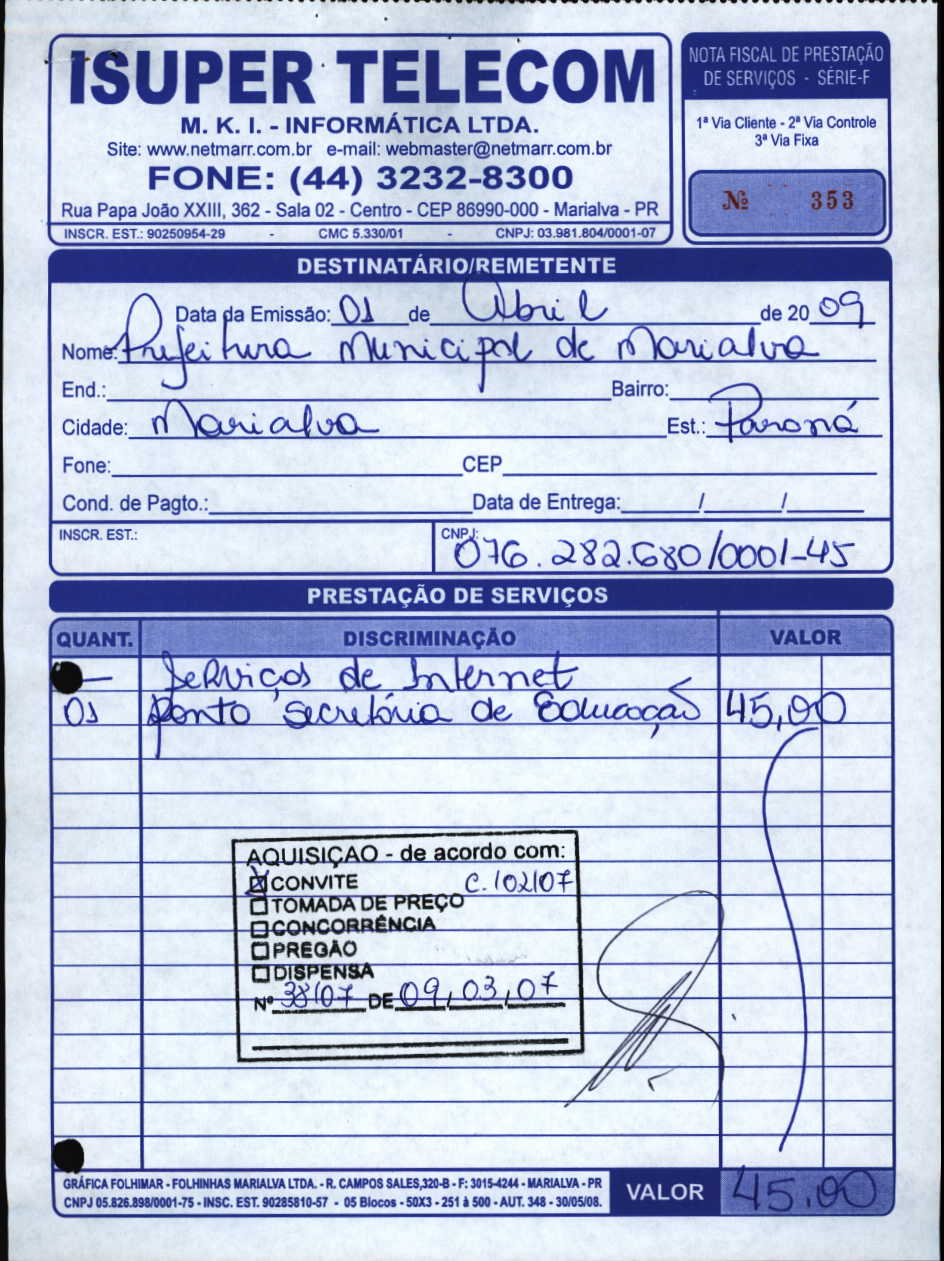 ISUPER TELECOM
M. K. I. - INFORMÁTICA LTDA.
Site: www.netmarr.com.br e-mail: webmaster@netmarr.com.br
FONE: (44) 3232-8300
Rua Papa João XXIII, 362 - Sala 02 - Centro - CEP 86990-000 - Marialva - PR
INSCR. EST.: 90250954-29 - CMC 5.330/01 - CNPJ: 03.981.804/0001-07
NOTA FISCAL DE PRESTAÇÃO
DE SERVIÇOS - SÉRIE-F
1ª Via Cliente - 2ª Via Controle
3ª Via Fixa
Nº 353
DESTINATÁRIO/REMETENTE
Data da Emissão: 01 de Abril de 2009
Nome: Prefeitura Municipal de Marialva
End.: Bairro:
Cidade: Marialva Est.: Paraná
Fone: CEP
Cond. de Pagto.: Data de Entrega: / /
INSCR. EST.: CNPJ: 076.282.680/0001-45
PRESTAÇÃO DE SERVIÇOS
QUANT. DISCRIMINAÇÃO VALOR
— Serviços de Internet
01 Ponto Secretária de Educação 45,00
AQUISIÇÃO - de acordo com:
CONVITE C. 102/07
TOMADA DE PREÇO
CONCORRÊNCIA
PREGÃO
DISPENSA
Nº 38/07 DE 09/03/07
GRÁFICA FOLHIMAR - FOLHINHAS MARIALVA LTDA. - R. CAMPOS SALES,320-B - F: 3015-4244 - MARIALVA - PR
CNPJ 05.826.898/0001-75 - INSC. EST. 90285810-57 - 05 Blocos - 50X3 - 251 à 500 - AUT. 348 - 30/05/08.
VALOR 45,00